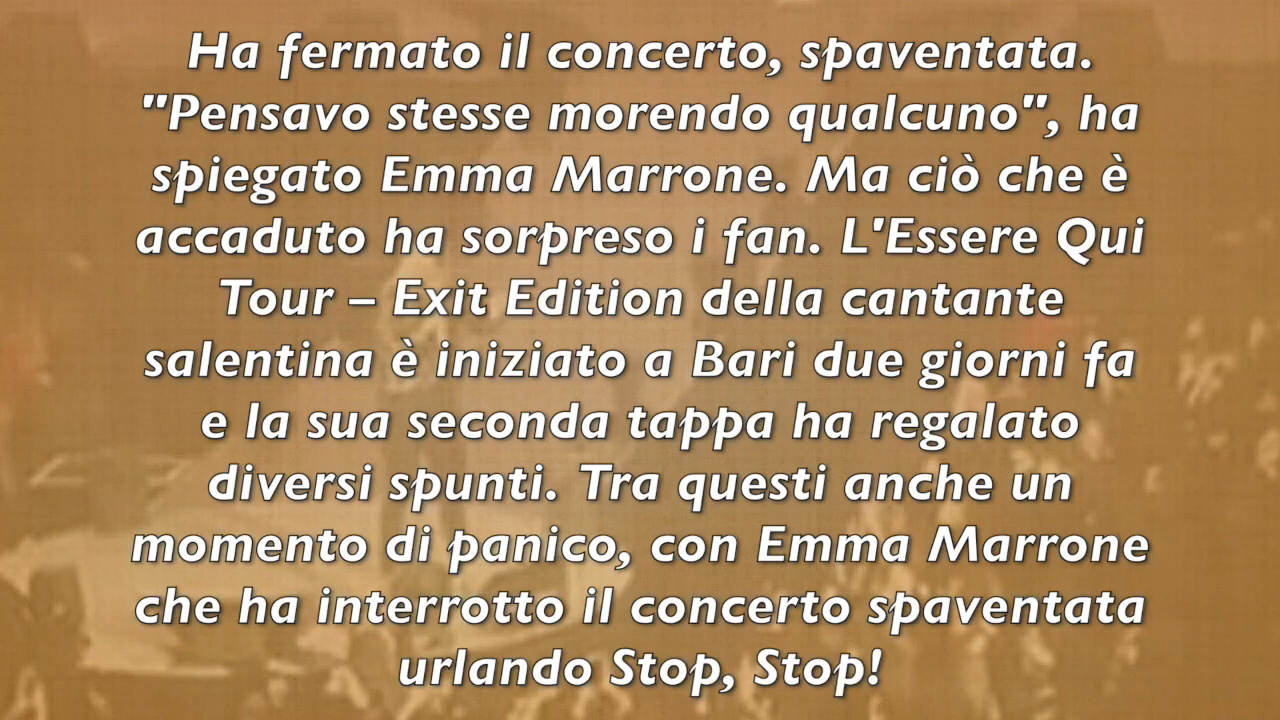 Ha fermato il concerto, spaventata.
"Pensavo stesse morendo qualcuno", ha
spiegato Emma Marrone. Ma ciò che è
accaduto ha sorpreso i fan. L'Essere Qui
Tour – Exit Edition della cantante
salentina è iniziato a Bari due giorni fa
e la sua seconda tappa ha regalato
diversi spunti. Tra questi anche un
momento di panico, con Emma Marrone
che ha interrotto il concerto spaventata
urlando Stop, Stop!